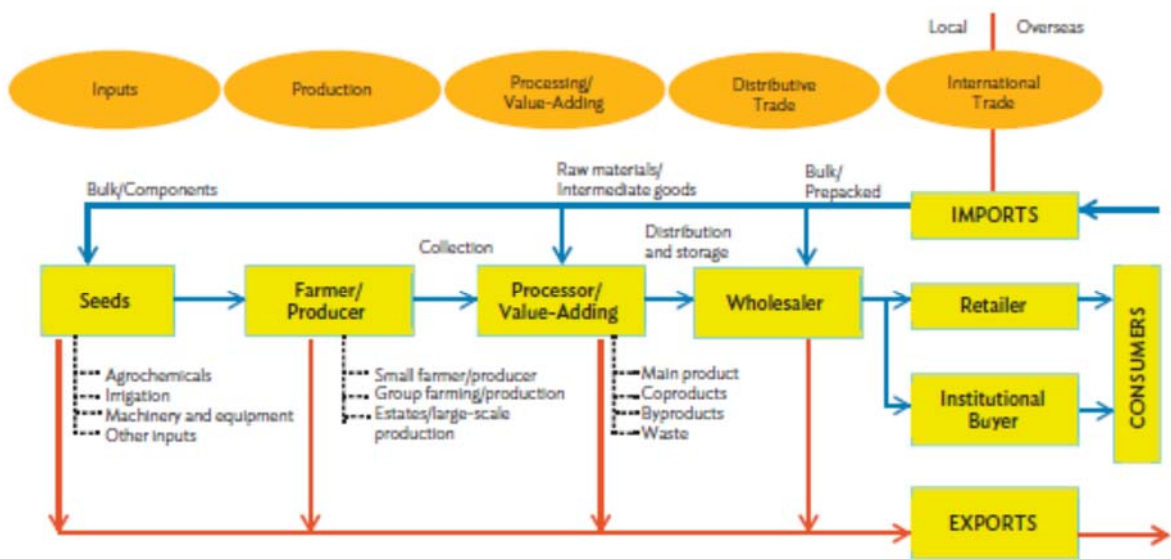 Local
Overseas
Inputs
Production
Processing/
Value-Adding
Distributive
Trade
International
Trade
Bulk/Components
Raw materials/
Intermediate goods
Bulk/
Prepacked
IMPORTS
Collection
Distribution
and storage
Seeds
Farmer/
Producer
Processor/
Value-Adding
Wholesaler
Retailer
Institutional
Buyer
CONSUMERS
Agrochemicals
Irrigation
Machinery and equipment
Other inputs
Small farmer/producer
Group farming/production
Estates/large-scale
production
Main product
Coproducts
Byproducts
Waste
EXPORTS